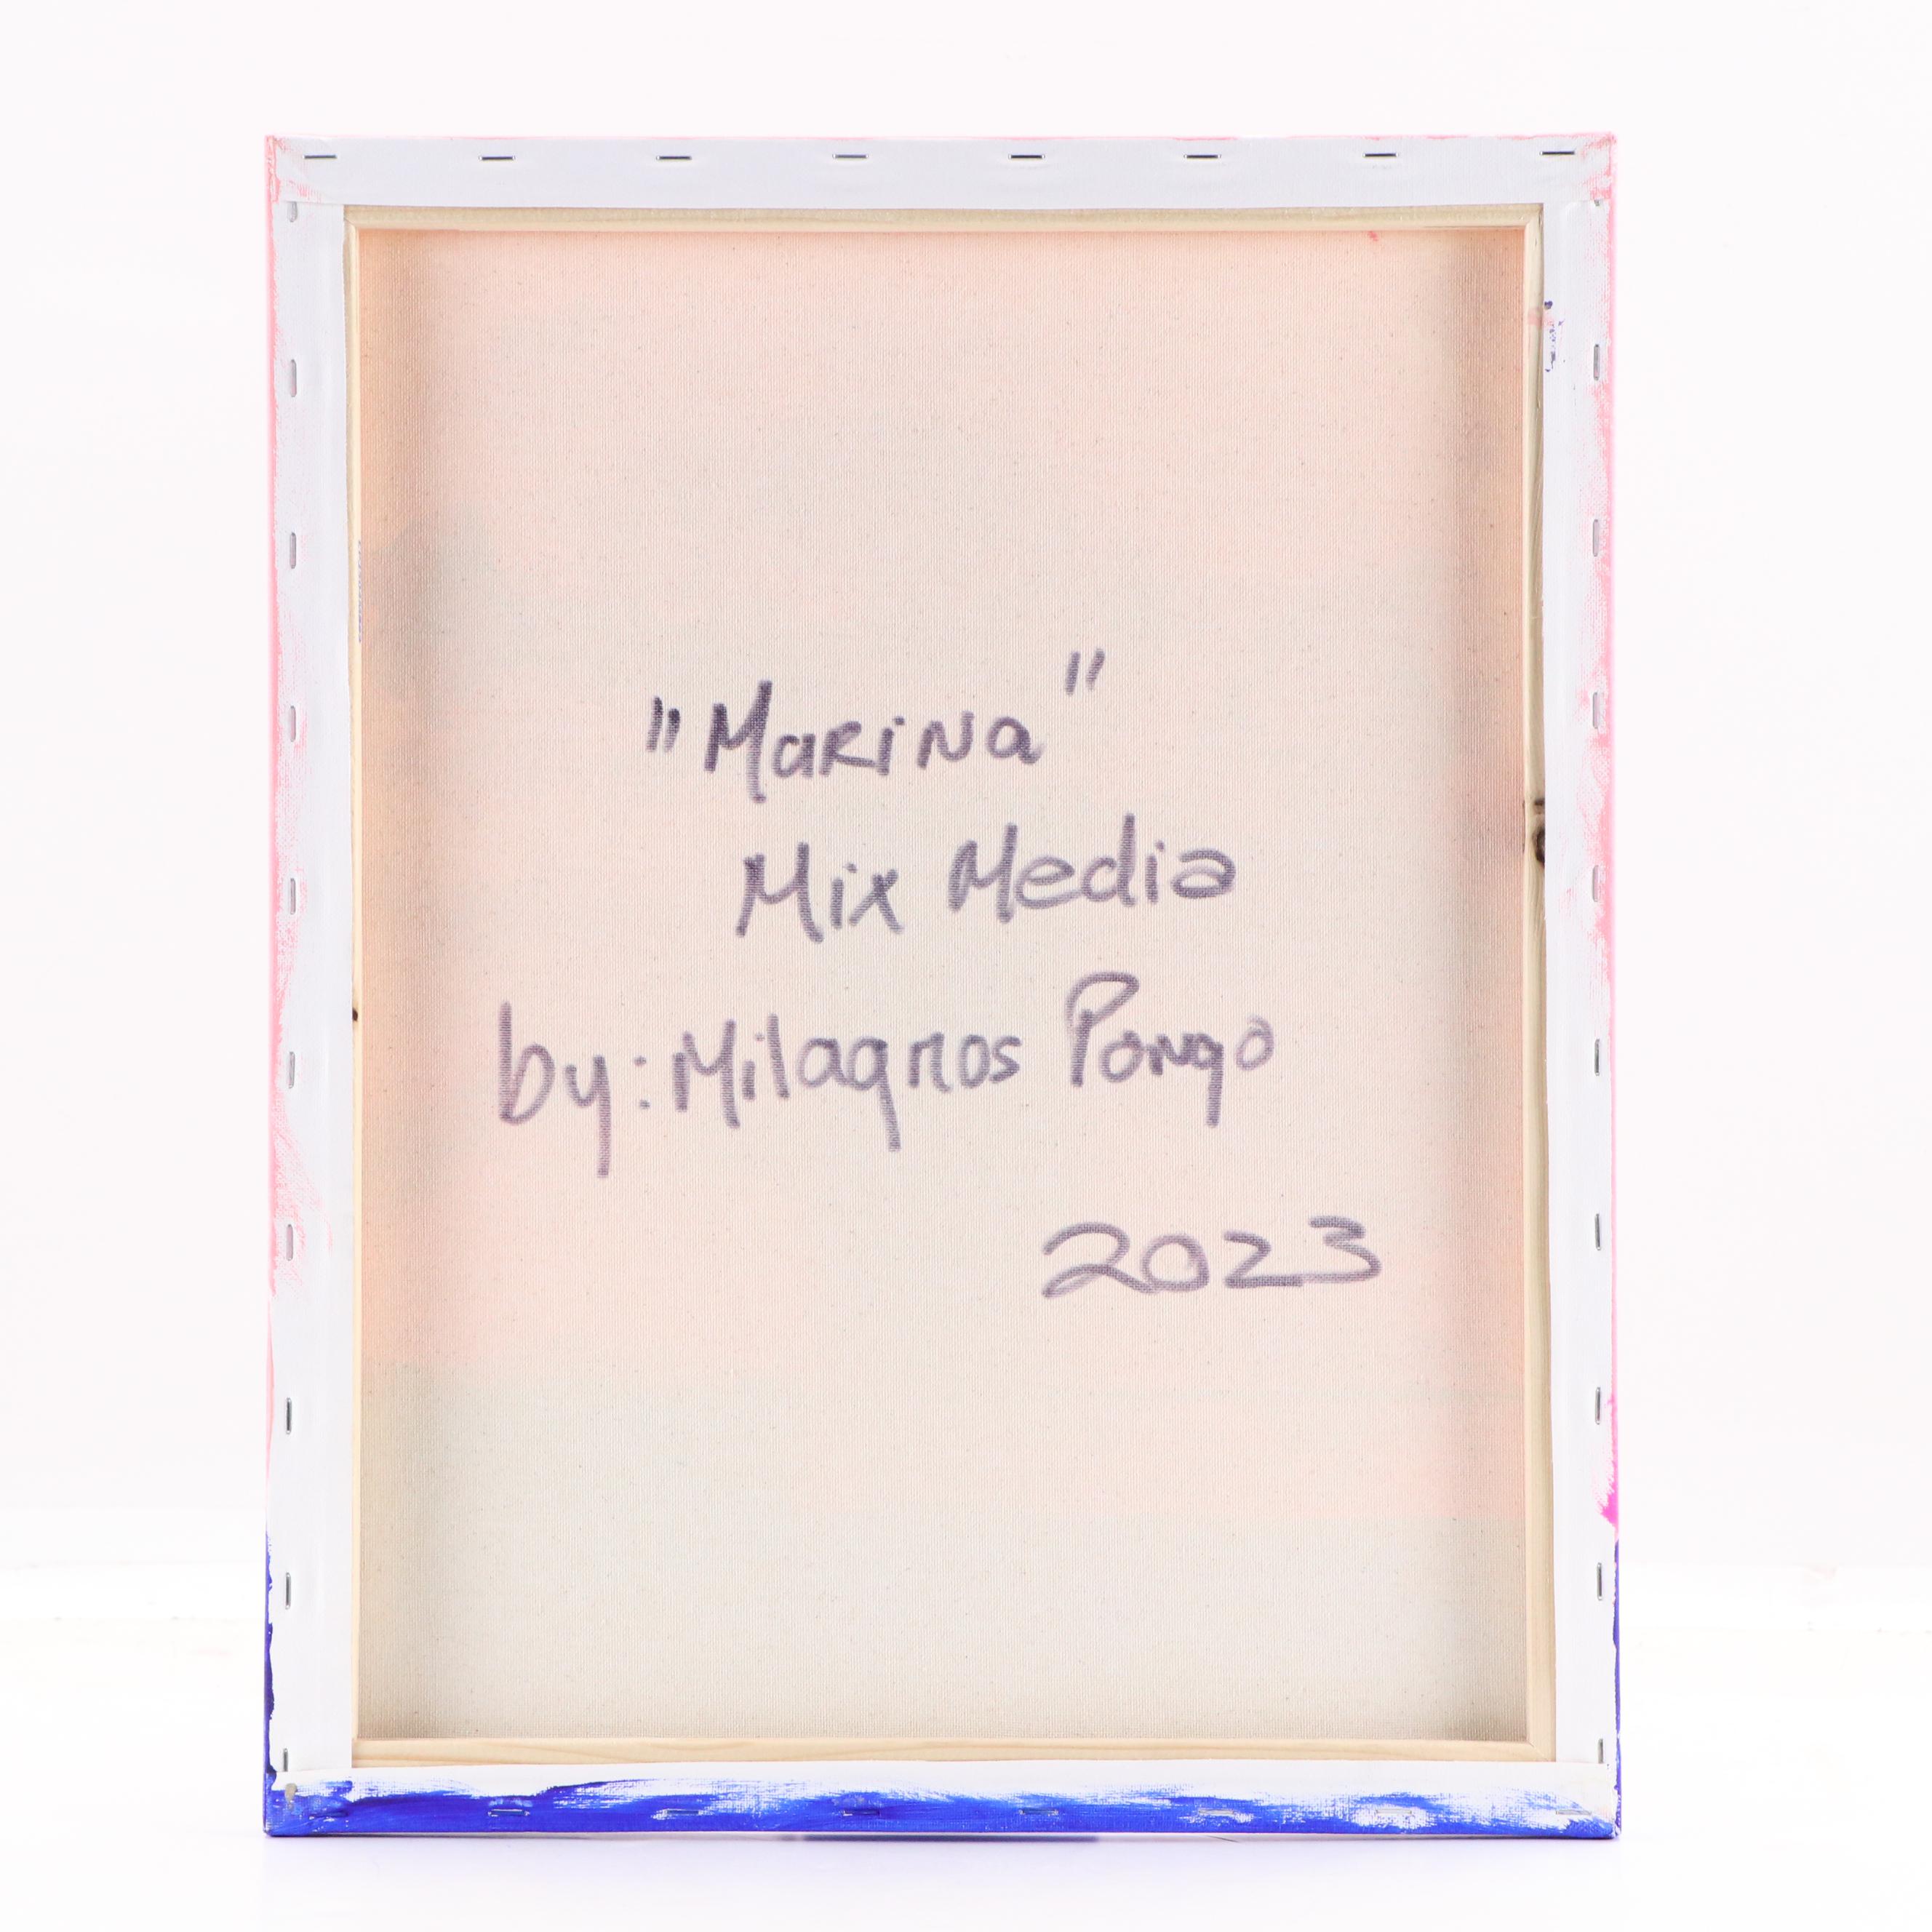 "Marina"
Mix Media
by: Milagros Pongo
2023